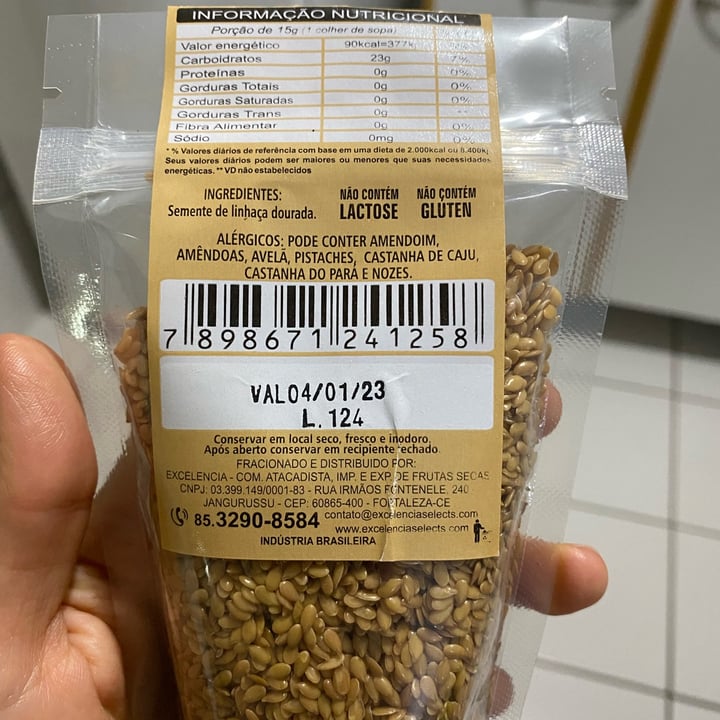 INFORMAÇÃO NUTRICIONAL
Porção de 15g (1 colher de sopa)
Valor energético 90kcal=377k
Carboidratos 23g 7%
Proteínas 0g 0%
Gorduras Totais 0g 0%
Gorduras Saturadas 0g 0%
Gorduras Trans 0g **
Fibra Alimentar 0g 0%
Sódio 0mg 0%
* % Valores diários de referência com base em uma dieta de 2.000kcal ou 8.400kj.
Seus valores diários podem ser maiores ou menores que suas necessidades
energéticas. ** VD não estabelecidos
INGREDIENTES:
Semente de linhaça dourada.
NÃO CONTÉM
LACTOSE
NÃO CONTÉM
GLÚTEN
ALÉRGICOS: PODE CONTER AMENDOIM,
AMÊNDOAS, AVELÃ, PISTACHES, CASTANHA DE CAJU,
CASTANHA DO PARÁ E NOZES.
7 898671 241258
VAL04/01/23
L. 124
Conservar em local seco, fresco e inodoro.
Após aberto conservar em recipiente fechado.
FRACIONADO E DISTRIBUIDO POR:
EXCELENCIA - COM. ATACADISTA, IMP. E EXP. DE FRUTAS SECAS
CNPJ: 03.399.149/0001-83 - RUA IRMÃOS FONTENELE, 240
JANGURUSSU - CEP: 60865-400 - FORTALEZA-CE
85.3290-8584
contato@excelenciaselects.com
www.excelenciaselects.com
INDÚSTRIA BRASILEIRA